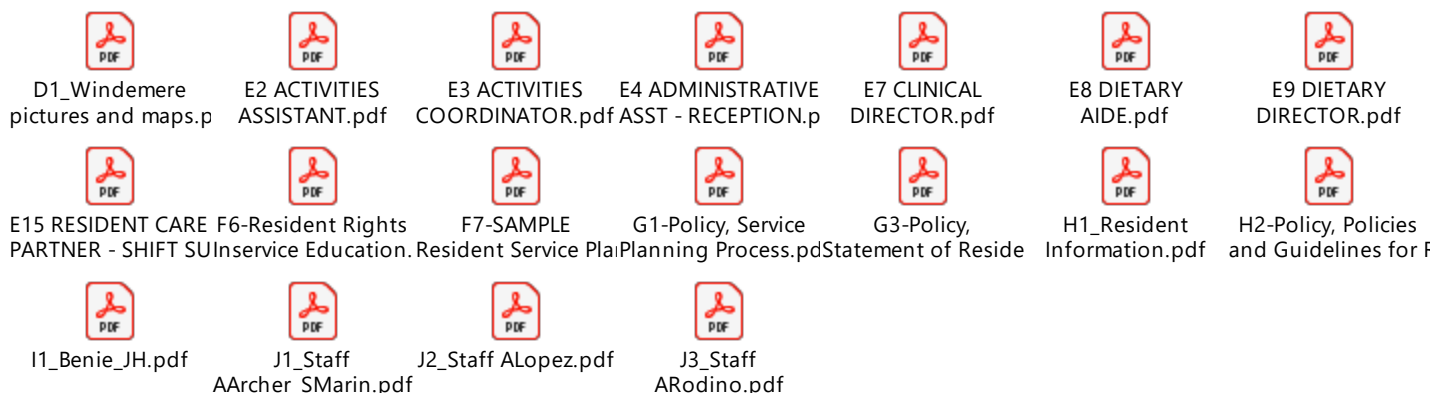 PDF PDF PDF PDF PDF PDF PDF
D1_Windemere E2 ACTIVITIES E3 ACTIVITIES E4 ADMINISTRATIVE E7 CLINICAL E8 DIETARY E9 DIETARY
pictures and maps.p ASSISTANT.pdf COORDINATOR.pdf ASST - RECEPTION.p DIRECTOR.pdf AIDE.pdf DIRECTOR.pdf
PDF PDF PDF PDF PDF PDF PDF
E15 RESIDENT CARE F6-Resident Rights F7-SAMPLE G1-Policy, Service G3-Policy, H1_Resident H2-Policy, Policies
PARTNER - SHIFT SU Inservice Education. Resident Service Pla Planning Process.pd Statement of Reside Information.pdf and Guidelines for F
PDF PDF PDF PDF
I1_Benie_JH.pdf J1_Staff J2_Staff ALopez.pdf J3_Staff
AArcher_SMarin.pdf ARodino.pdf